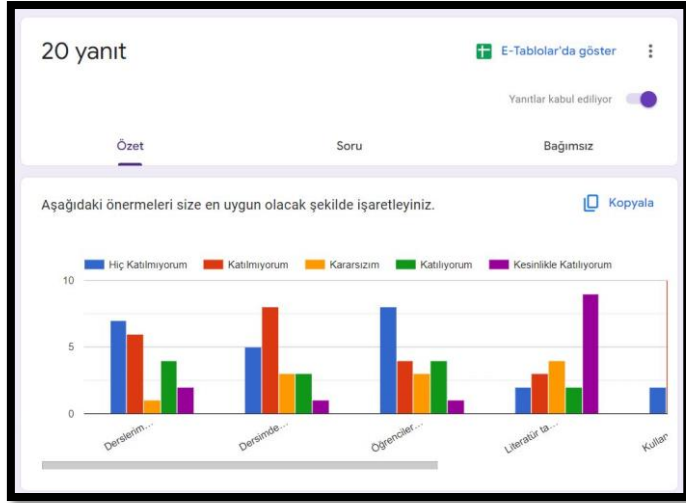 20 yanıt
E-Tablolar'da göster
Yanıtlar kabul ediliyor
Özet Soru Bağımsız
Aşağıdaki önermeleri size en uygun olacak şekilde işaretleyiniz.
Kopyala
Hiç Katılmıyorum Katılmıyorum Kararsızım Katılıyorum Kesinlikle Katılıyorum
10
5
0
Derslerim... Dersimde... Öğrenciler... Literatür ta... Kullan